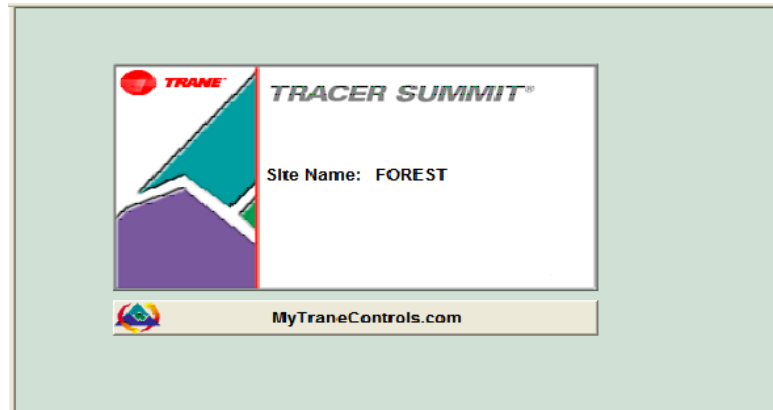 TRANE
TRACER SUMMIT®
Site Name: FOREST
MyTraneControls.com